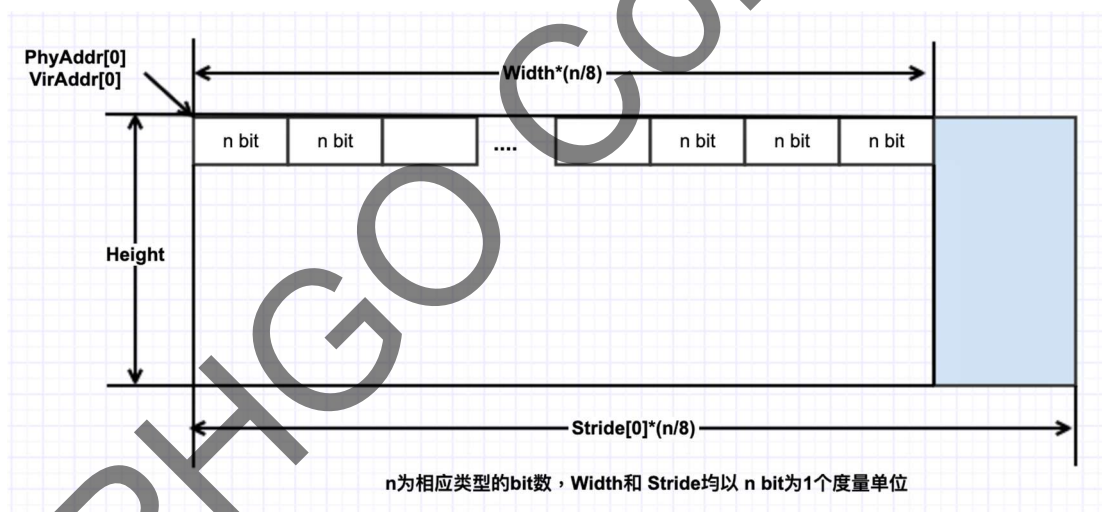 PhyAddr[0]
VirAddr[0]
Width*(n/8)
n bit
n bit
....
n bit
n bit
n bit
Height
Stride[0]*(n/8)
n为相应类型的bit数，Width和 Stride均以 n bit为1个度量单位
PHGO Co